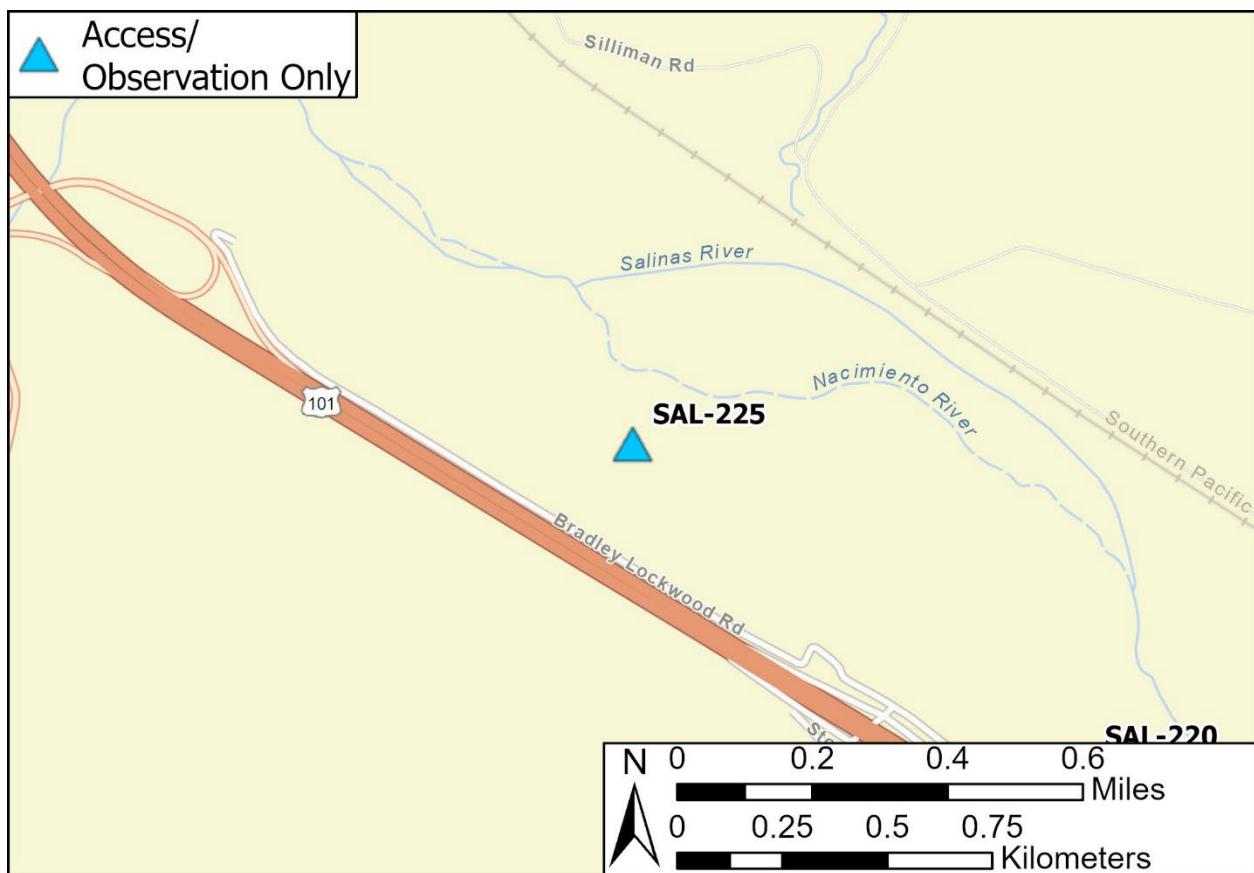 Access/
Observation Only
Silliman Rd
Salinas River
Nacimiento River
101
SAL-225
Southern Pacific
Bradley Lockwood Rd
SAL-220
N
0 0.2 0.4 0.6
Miles
0 0.25 0.5 0.75
Kilometers